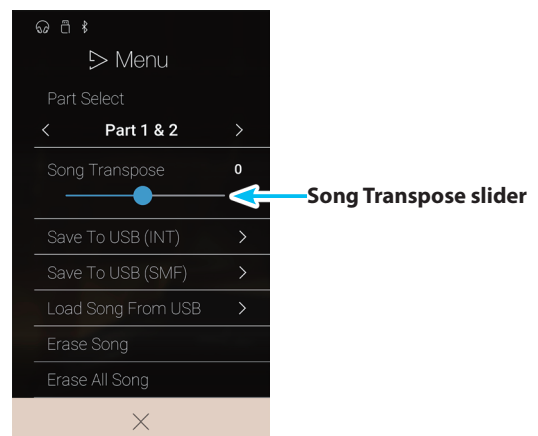 Menu
Part Select
Part 1 & 2
Song Transpose 0
Song Transpose slider
Save To USB (INT)
Save To USB (SMF)
Load Song From USB
Erase Song
Erase All Song